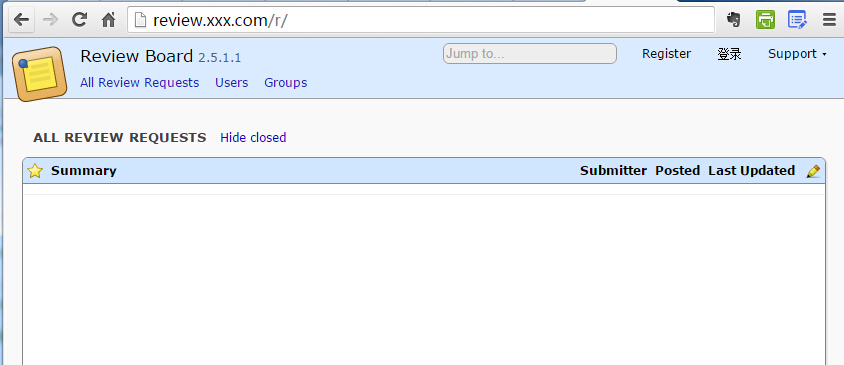 review.xxx.com/r/
Review Board 2.5.1.1
Jump to...
Register
登录
Support
All Review Requests Users Groups
ALL REVIEW REQUESTS Hide closed
Summary Submitter Posted Last Updated